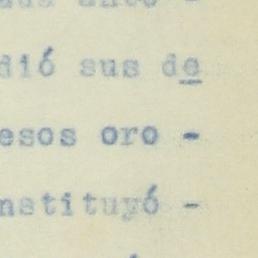 dió sus de
esos oro -
nstituyó -